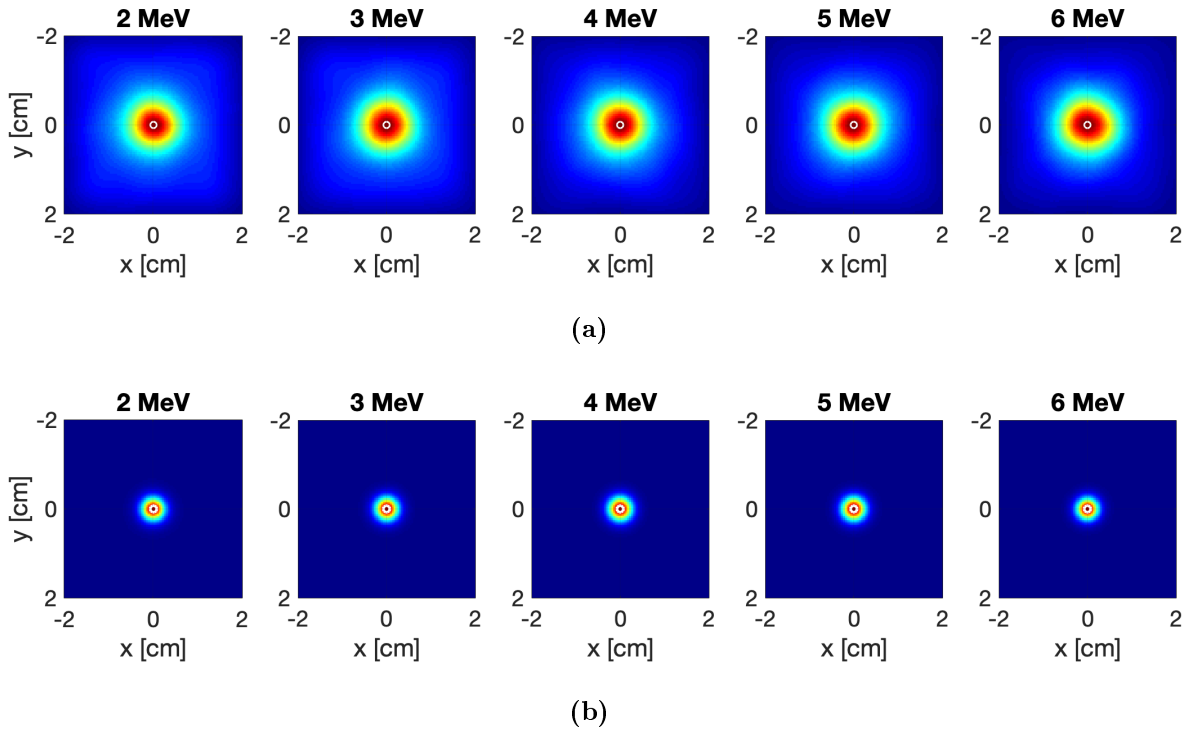 2 MeV 3 MeV 4 MeV 5 MeV 6 MeV
-2 -2 -2 -2 -2
y [cm] 0 0 0 0 0
2 2 2 2 2
-2 0 2 -2 0 2 -2 0 2 -2 0 2 -2 0 2
x [cm] x [cm] x [cm] x [cm] x [cm]
(a)
2 MeV 3 MeV 4 MeV 5 MeV 6 MeV
-2 -2 -2 -2 -2
y [cm] 0 0 0 0 0
2 2 2 2 2
-2 0 2 -2 0 2 -2 0 2 -2 0 2 -2 0 2
x [cm] x [cm] x [cm] x [cm] x [cm]
(b)